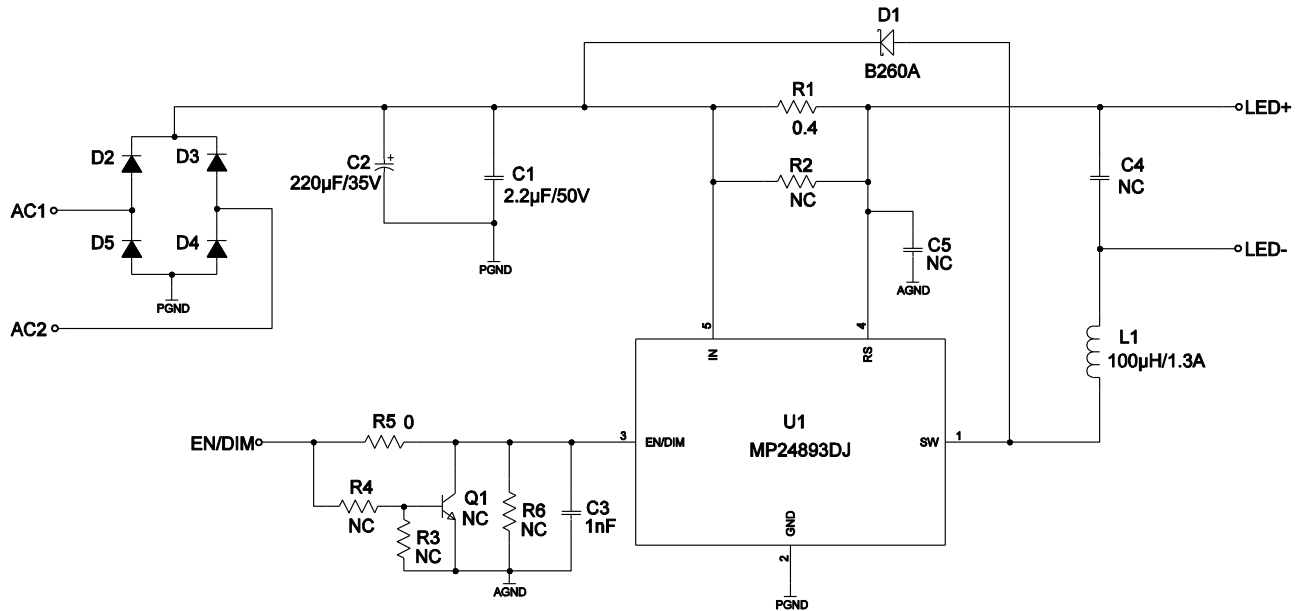 D1
B260A
R1
0.4
LED+
D2
D3
C2
+
220µF/35V
C1
2.2µF/50V
R2
NC
C4
NC
AC1
D5
D4
PGND
C5
NC
AGND
LED-
PGND
AC2
5
4
IN
RS
L1
100µH/1.3A
R5 0
EN/DIM
3
EN/DIM
U1
MP24893DJ
SW
1
R4
NC
Q1
NC
R6
NC
C3
1nF
R3
NC
GND
2
AGND
PGND